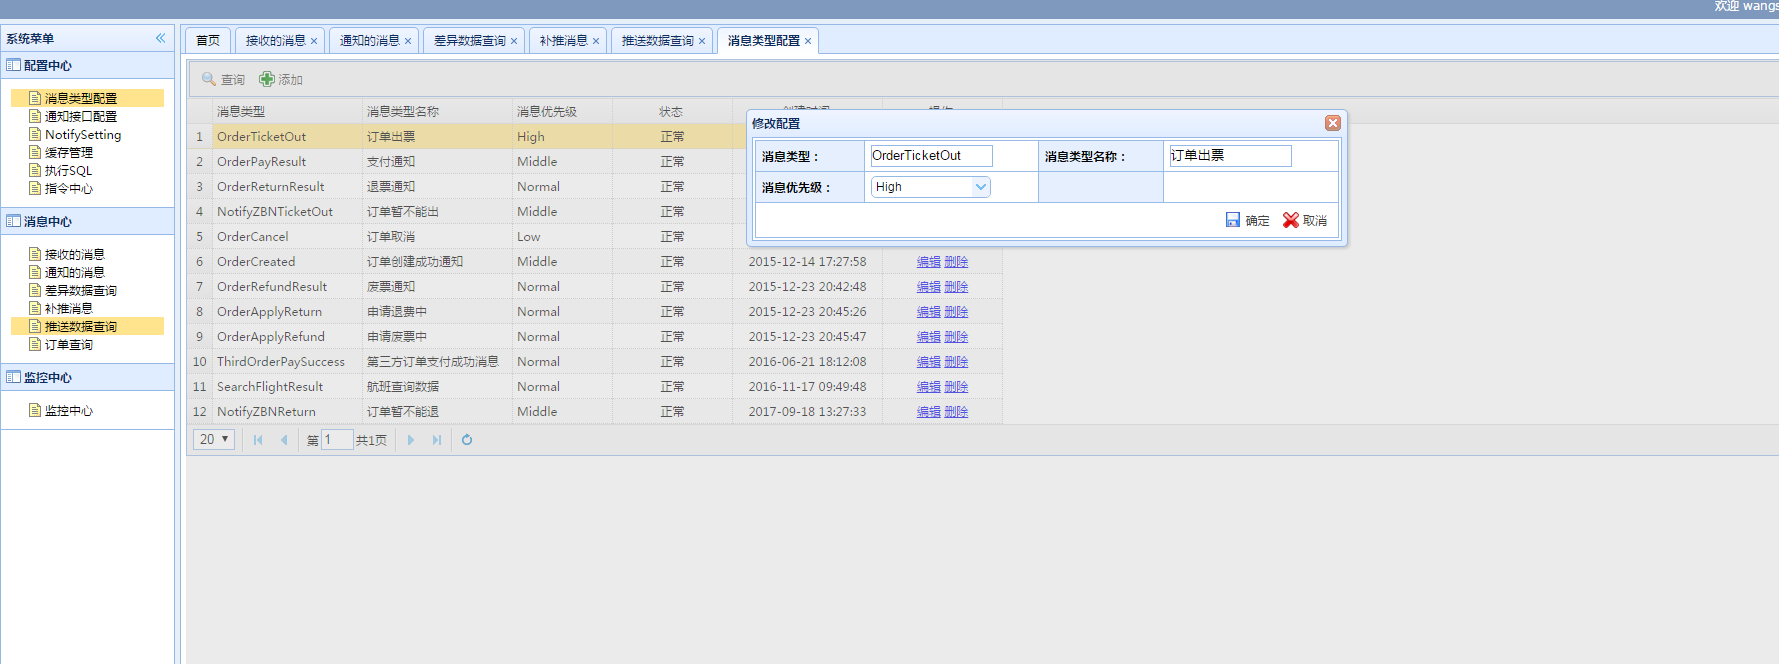 欢迎 wangs
系统菜单
配置中心
消息类型配置
通知接口配置
NotifySetting
缓存管理
执行SQL
指令中心
消息中心
接收的消息
通知的消息
差异数据查询
补推消息
推送数据查询
订单查询
监控中心
监控中心
首页 接收的消息 通知的消息 差异数据查询 补推消息 推送数据查询 消息类型配置
查询 添加
消息类型 消息类型名称 消息优先级 状态 创建时间 操作
1 OrderTicketOut 订单出票 High 正常
2 OrderPayResult 支付通知 Middle 正常
3 OrderReturnResult 退票通知 Normal 正常
4 NotifyZBNTicketOut 订单暂不能出 Middle 正常
5 OrderCancel 订单取消 Low 正常
6 OrderCreated 订单创建成功通知 Middle 正常 2015-12-14 17:27:58 编辑 删除
7 OrderRefundResult 废票通知 Normal 正常 2015-12-23 20:42:48 编辑 删除
8 OrderApplyReturn 申请退费中 Normal 正常 2015-12-23 20:45:26 编辑 删除
9 OrderApplyRefund 申请废票中 Normal 正常 2015-12-23 20:45:47 编辑 删除
10 ThirdOrderPaySuccess 第三方订单支付成功消息 Normal 正常 2016-06-21 18:12:08 编辑 删除
11 SearchFlightResult 航班查询数据 Normal 正常 2016-11-17 09:49:48 编辑 删除
12 NotifyZBNReturn 订单暂不能退 Middle 正常 2017-09-18 13:27:33 编辑 删除
20 第 1 共1页
修改配置
消息类型： OrderTicketOut 消息类型名称： 订单出票
消息优先级： High
确定 取消